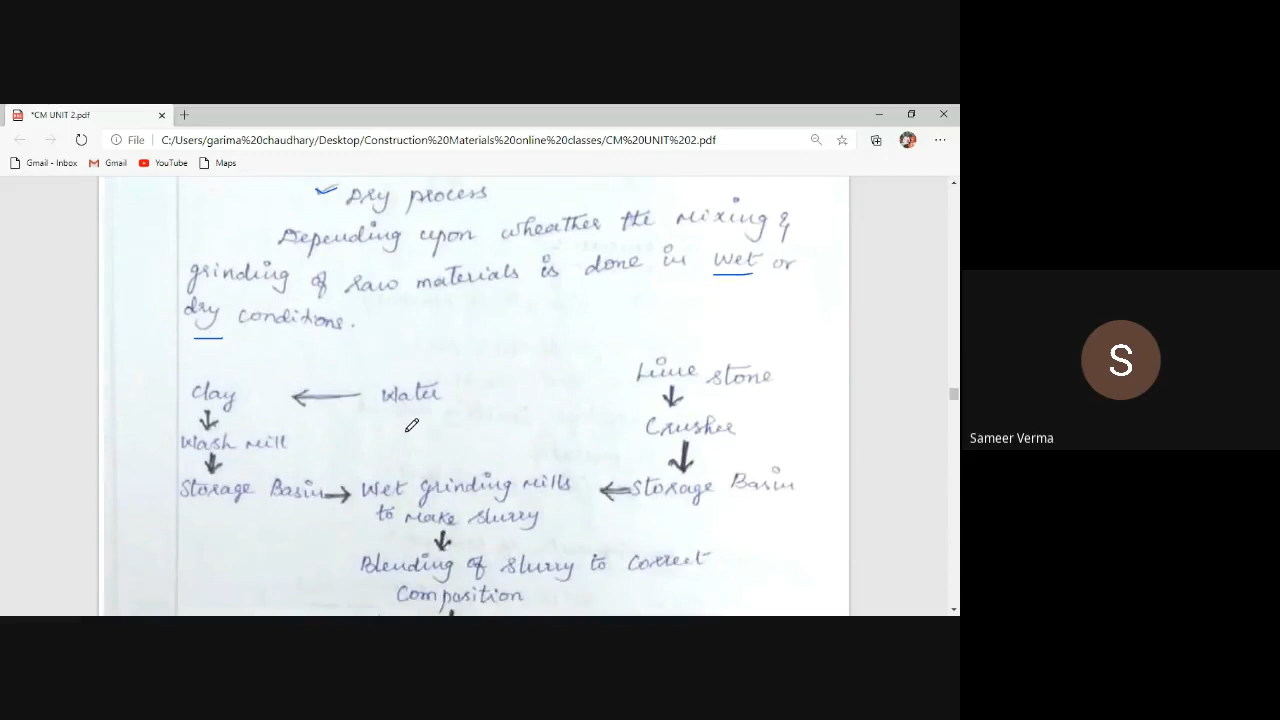 *CM UNIT 2.pdf
File C:/Users/garima%20chaudhary/Desktop/Construction%20Materials%20online%20classes/CM%20UNIT%202.pdf
Gmail - Inbox Gmail YouTube Maps
Dry process
Depending upon wheather the mixing &
grinding of raw materials is done in wet or
dry conditions.
Lime stone
Clay ← Water
↓ ↓
Crusher
Wash mill
↓ ↓
Storage Basin → Wet grinding mills ← Storage Basin
to make slurry
↓
Blending of slurry to correct
Composition
S
Sameer Verma